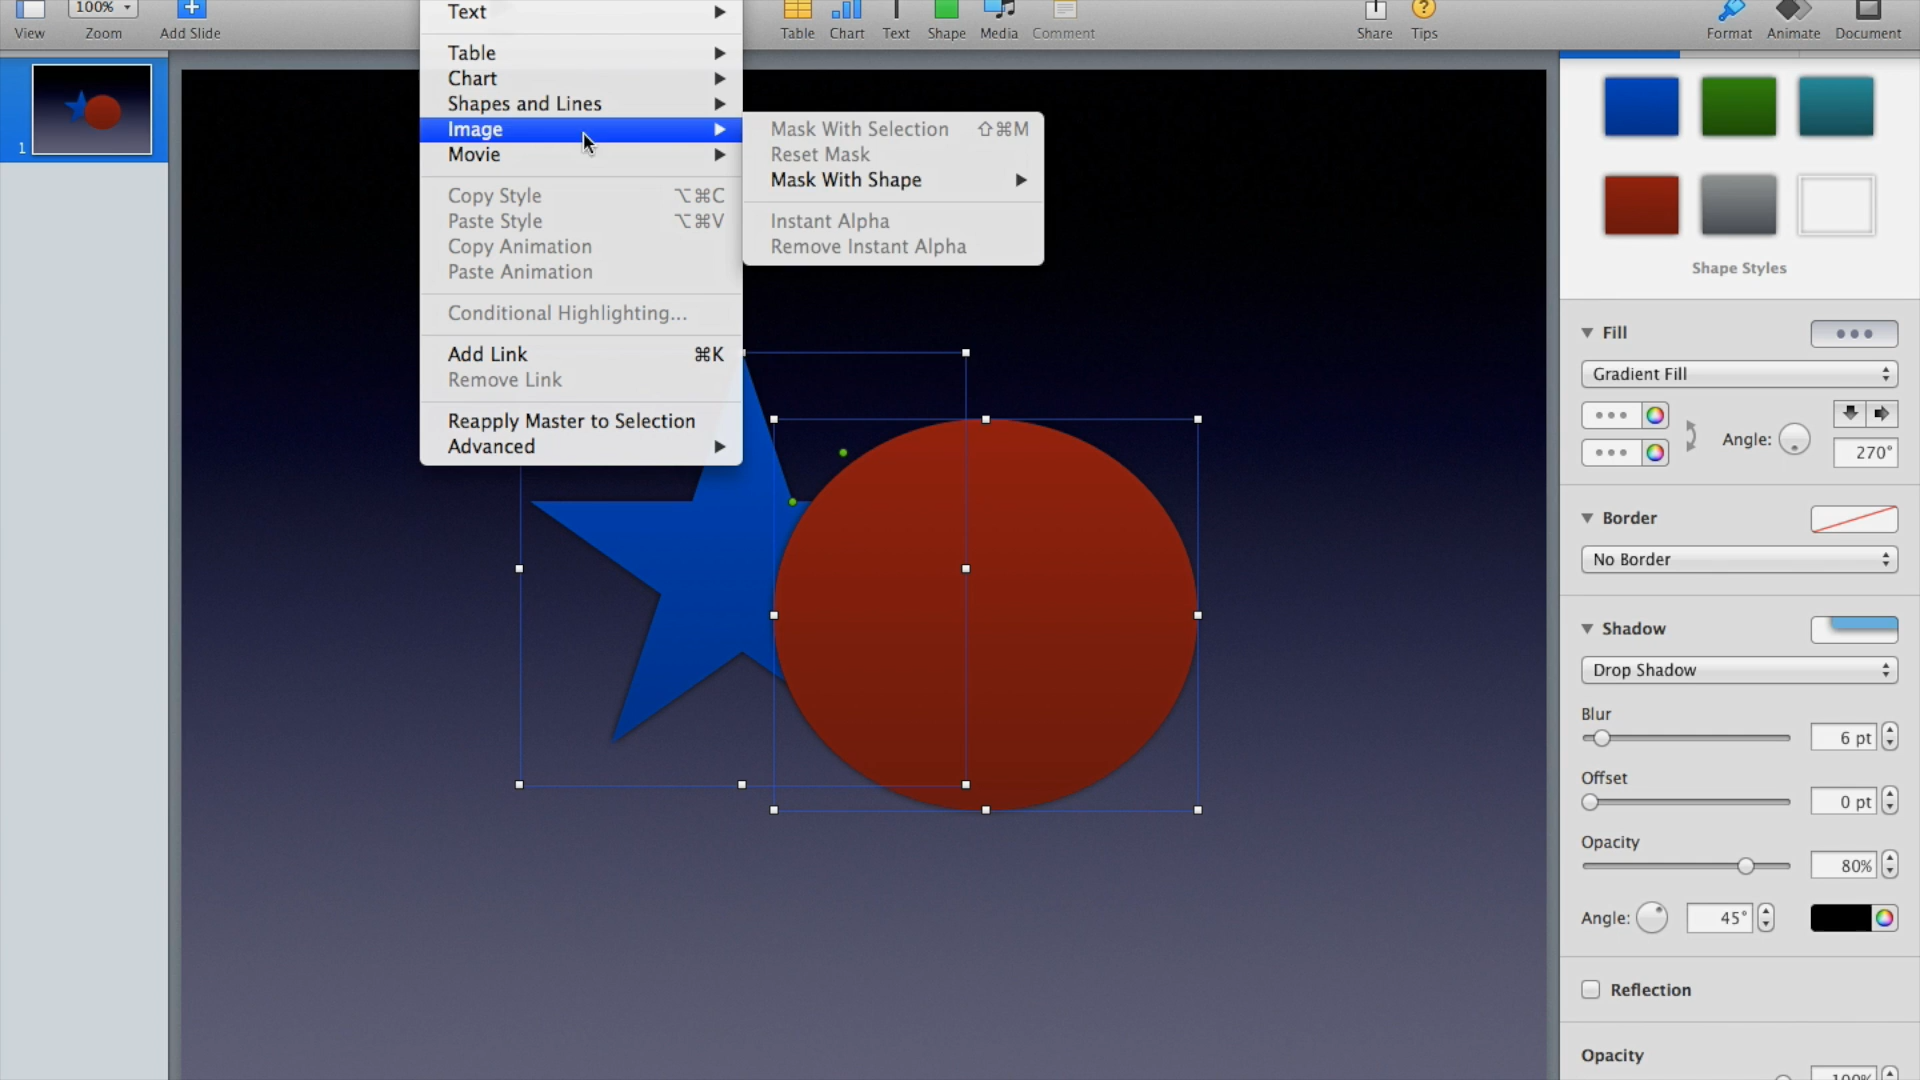 100%
View
Zoom
Add Slide
Table
Chart
Text
Shape
Media
Comment
Share
Tips
Format
Animate
Document
1
Text
Table
Chart
Shapes and Lines
Image
Movie
Copy Style ⌥⌘C
Paste Style ⌥⌘V
Copy Animation
Paste Animation
Conditional Highlighting...
Add Link ⌘K
Remove Link
Reapply Master to Selection
Advanced
Mask With Selection ⇧⌘M
Reset Mask
Mask With Shape
Instant Alpha
Remove Instant Alpha
Shape Styles
Fill
Gradient Fill
Angle:
270°
Border
No Border
Shadow
Drop Shadow
Blur
6 pt
Offset
0 pt
Opacity
80%
Angle: 45°
Reflection
Opacity
100%